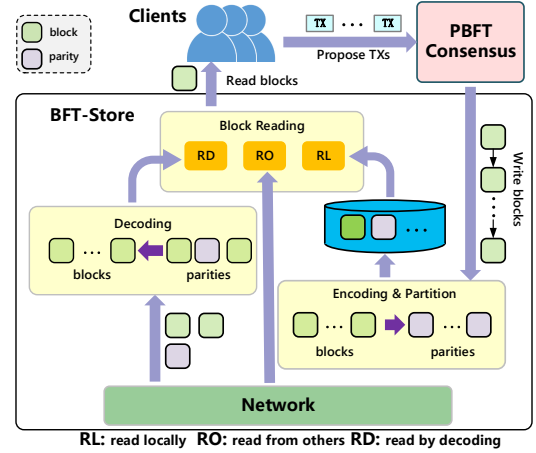 block
parity
Clients
TX ... TX
Propose TXs
PBFT
Consensus
Read blocks
BFT-Store
Block Reading
RD RO RL
Write blocks
Decoding
... 
blocks parities
...
Encoding & Partition
... ...
blocks parities
Network
RL: read locally RO: read from others RD: read by decoding